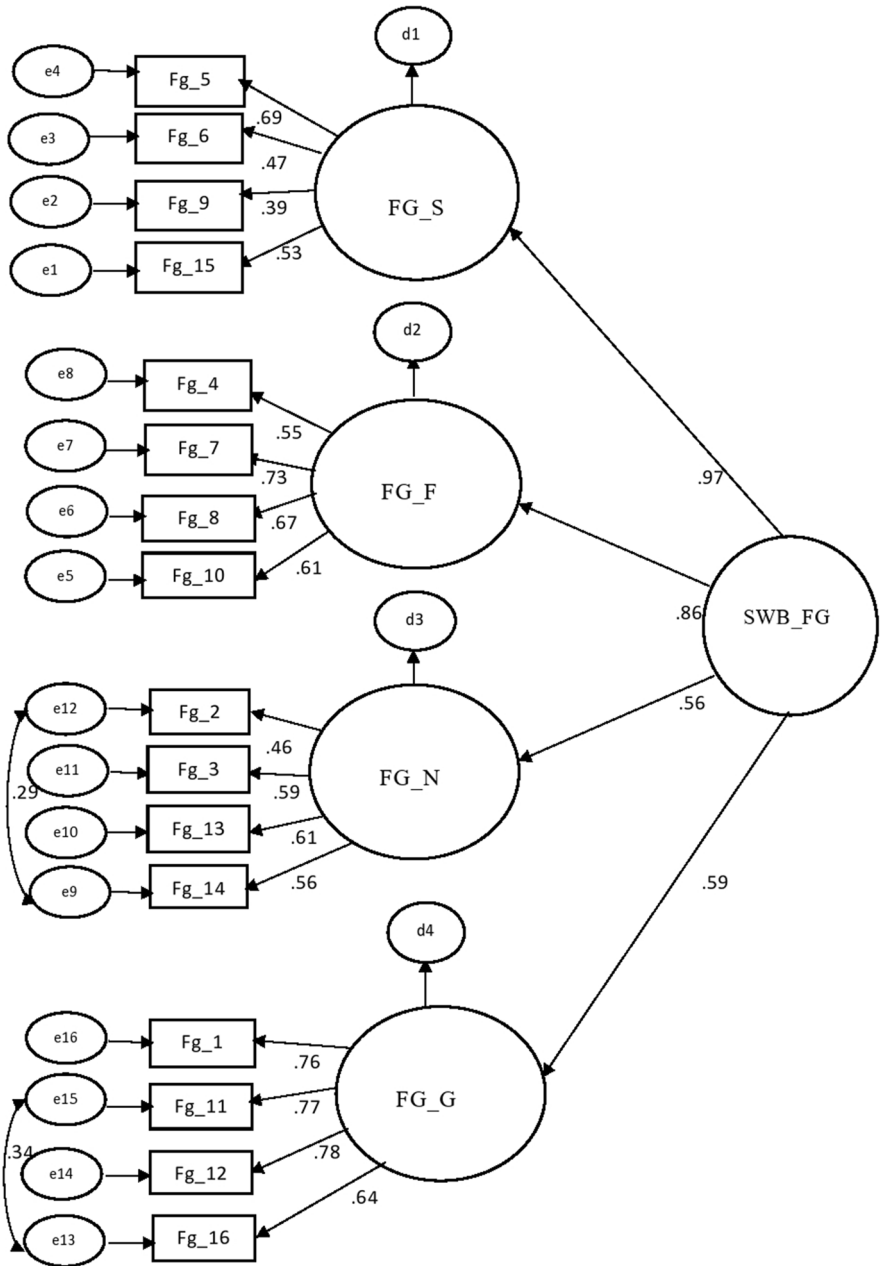 d1
e4
Fg_5
.69
e3
Fg_6
.47
e2
Fg_9
.39
FG_S
e1
Fg_15
.53
d2
e8
Fg_4
.55
e7
Fg_7
.73
.97
FG_F
e6
Fg_8
.67
e5
Fg_10
.61
d3
.86
SWB_FG
e12
Fg_2
.46
.56
e11
Fg_3
.59
FG_N
.29
e10
Fg_13
.61
e9
Fg_14
.56
.59
d4
e16
Fg_1
.76
e15
Fg_11
.77
FG_G
.34
e14
Fg_12
.78
.64
e13
Fg_16